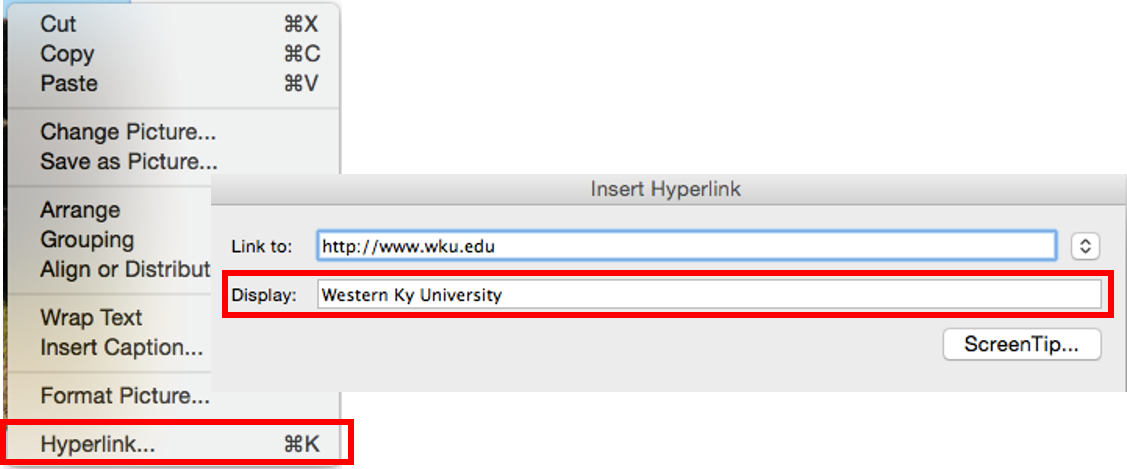 Cut ⌘X
Copy ⌘C
Paste ⌘V
Change Picture...
Save as Picture...
Arrange
Grouping
Align or Distribut
Wrap Text
Insert Caption...
Format Picture...
Hyperlink... ⌘K
Insert Hyperlink
Link to: http://www.wku.edu
Display: Western Ky University
ScreenTip...